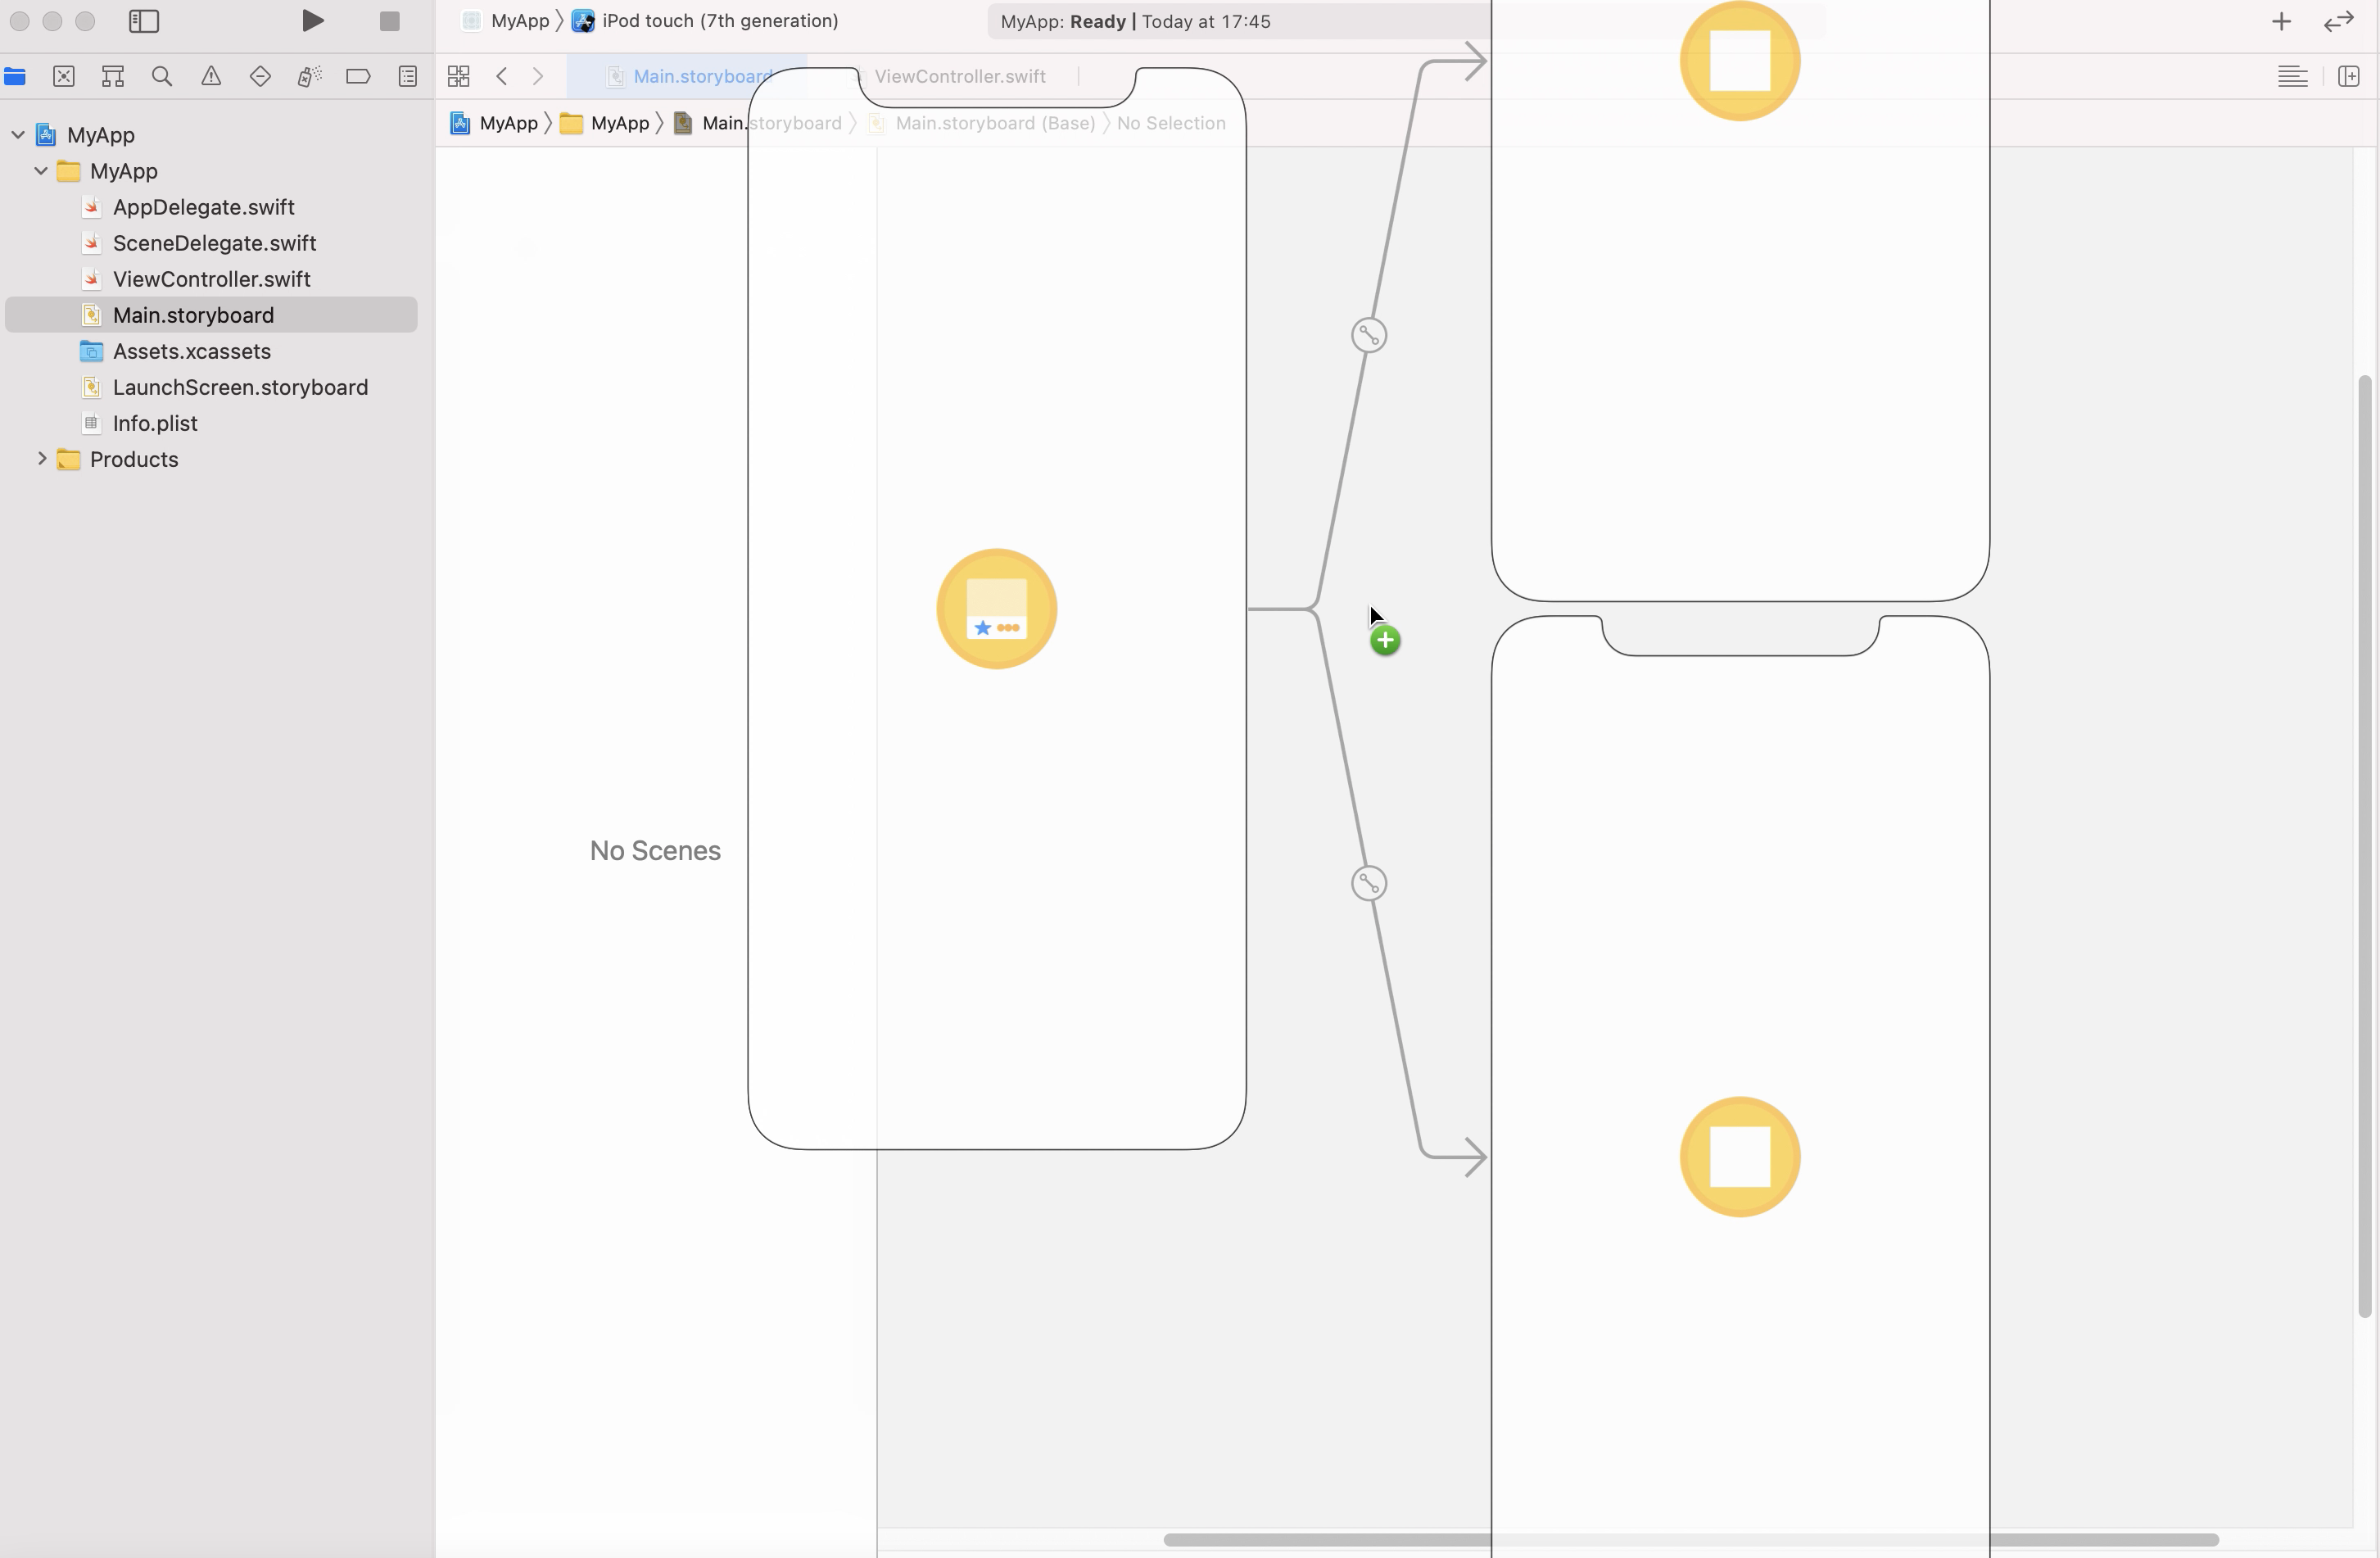 MyApp 〉 iPod touch (7th generation)
MyApp: Ready | Today at 17:45
Main.storyboard
ViewController.swift
MyApp 〉 MyApp 〉 Main.storyboard 〉 Main.storyboard (Base) 〉 No Selection
MyApp
MyApp
AppDelegate.swift
SceneDelegate.swift
ViewController.swift
Main.storyboard
Assets.xcassets
LaunchScreen.storyboard
Info.plist
Products
No Scenes